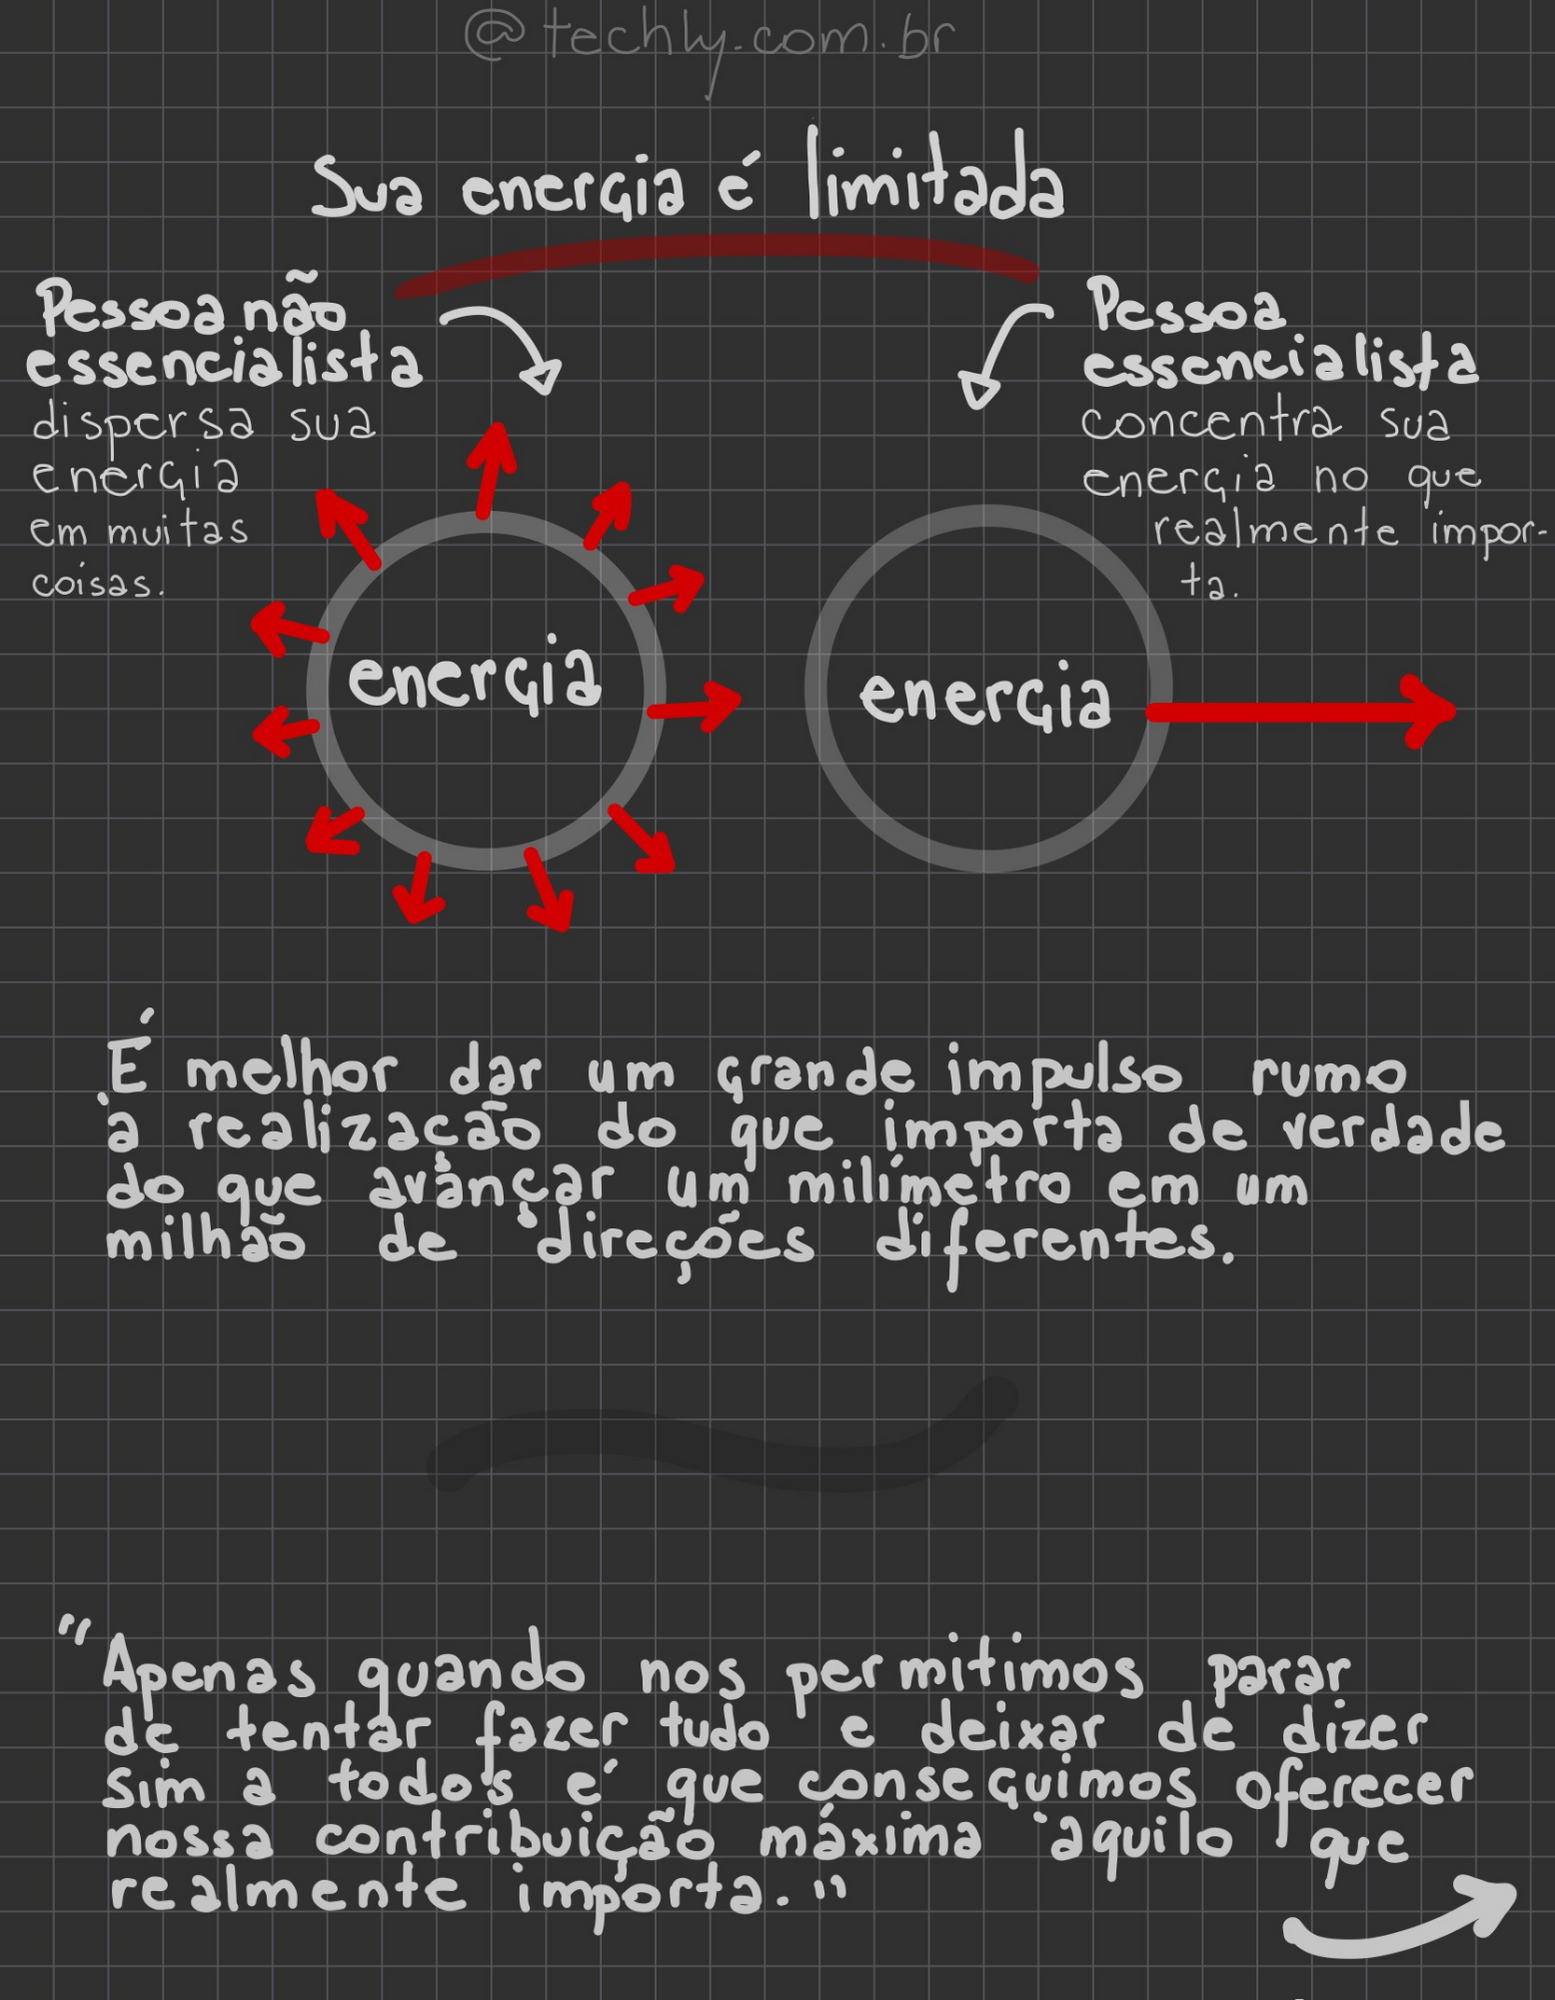 @techly.com.br
Sua energia é limitada
Pessoa não
essencialista
dispersa sua
energia
em muitas
coisas.
Pessoa
essencialista
concentra sua
energia no que
realmente impor-
ta.
energia
energia
É melhor dar um grande impulso rumo
à realização do que importa de verdade
do que avançar um milímetro em um
milhão de direções diferentes.
"Apenas quando nos permitimos parar
de tentar fazer tudo e deixar de dizer
sim a todos é que conseguimos oferecer
nossa contribuição máxima àquilo que
realmente importa."